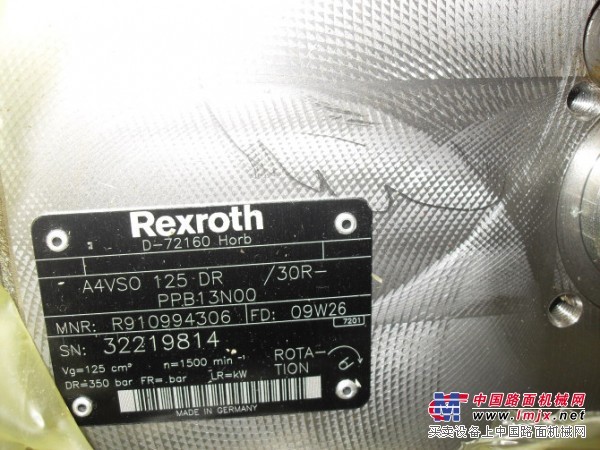 Rexroth
D-72160 Horb
A4VSO 125 DR /30R-
PPB13N00
MNR: R910994306 FD: 09W26
7201
SN: 32219814
ROTA-
TION
Vg=125 cm³ n=1500 min⁻¹
DR=350 bar FR=. bar LR=kW
MADE IN GERMANY
中国路面机械网
www.lmjx.net
买卖设备上中国路面机械网